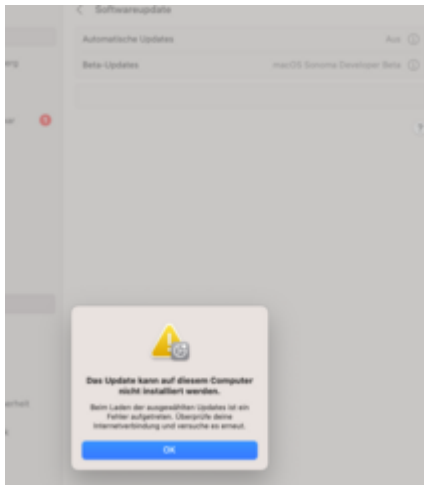 Softwareupdate
Automatische Updates Aus
Beta-Updates macOS Sonoma Developer Beta
?
Das Update kann auf diesem Computer
nicht installiert werden.
Beim Laden der ausgewählten Updates ist ein
Fehler aufgetreten. Überprüfe deine
Internetverbindung und versuche es erneut.
OK